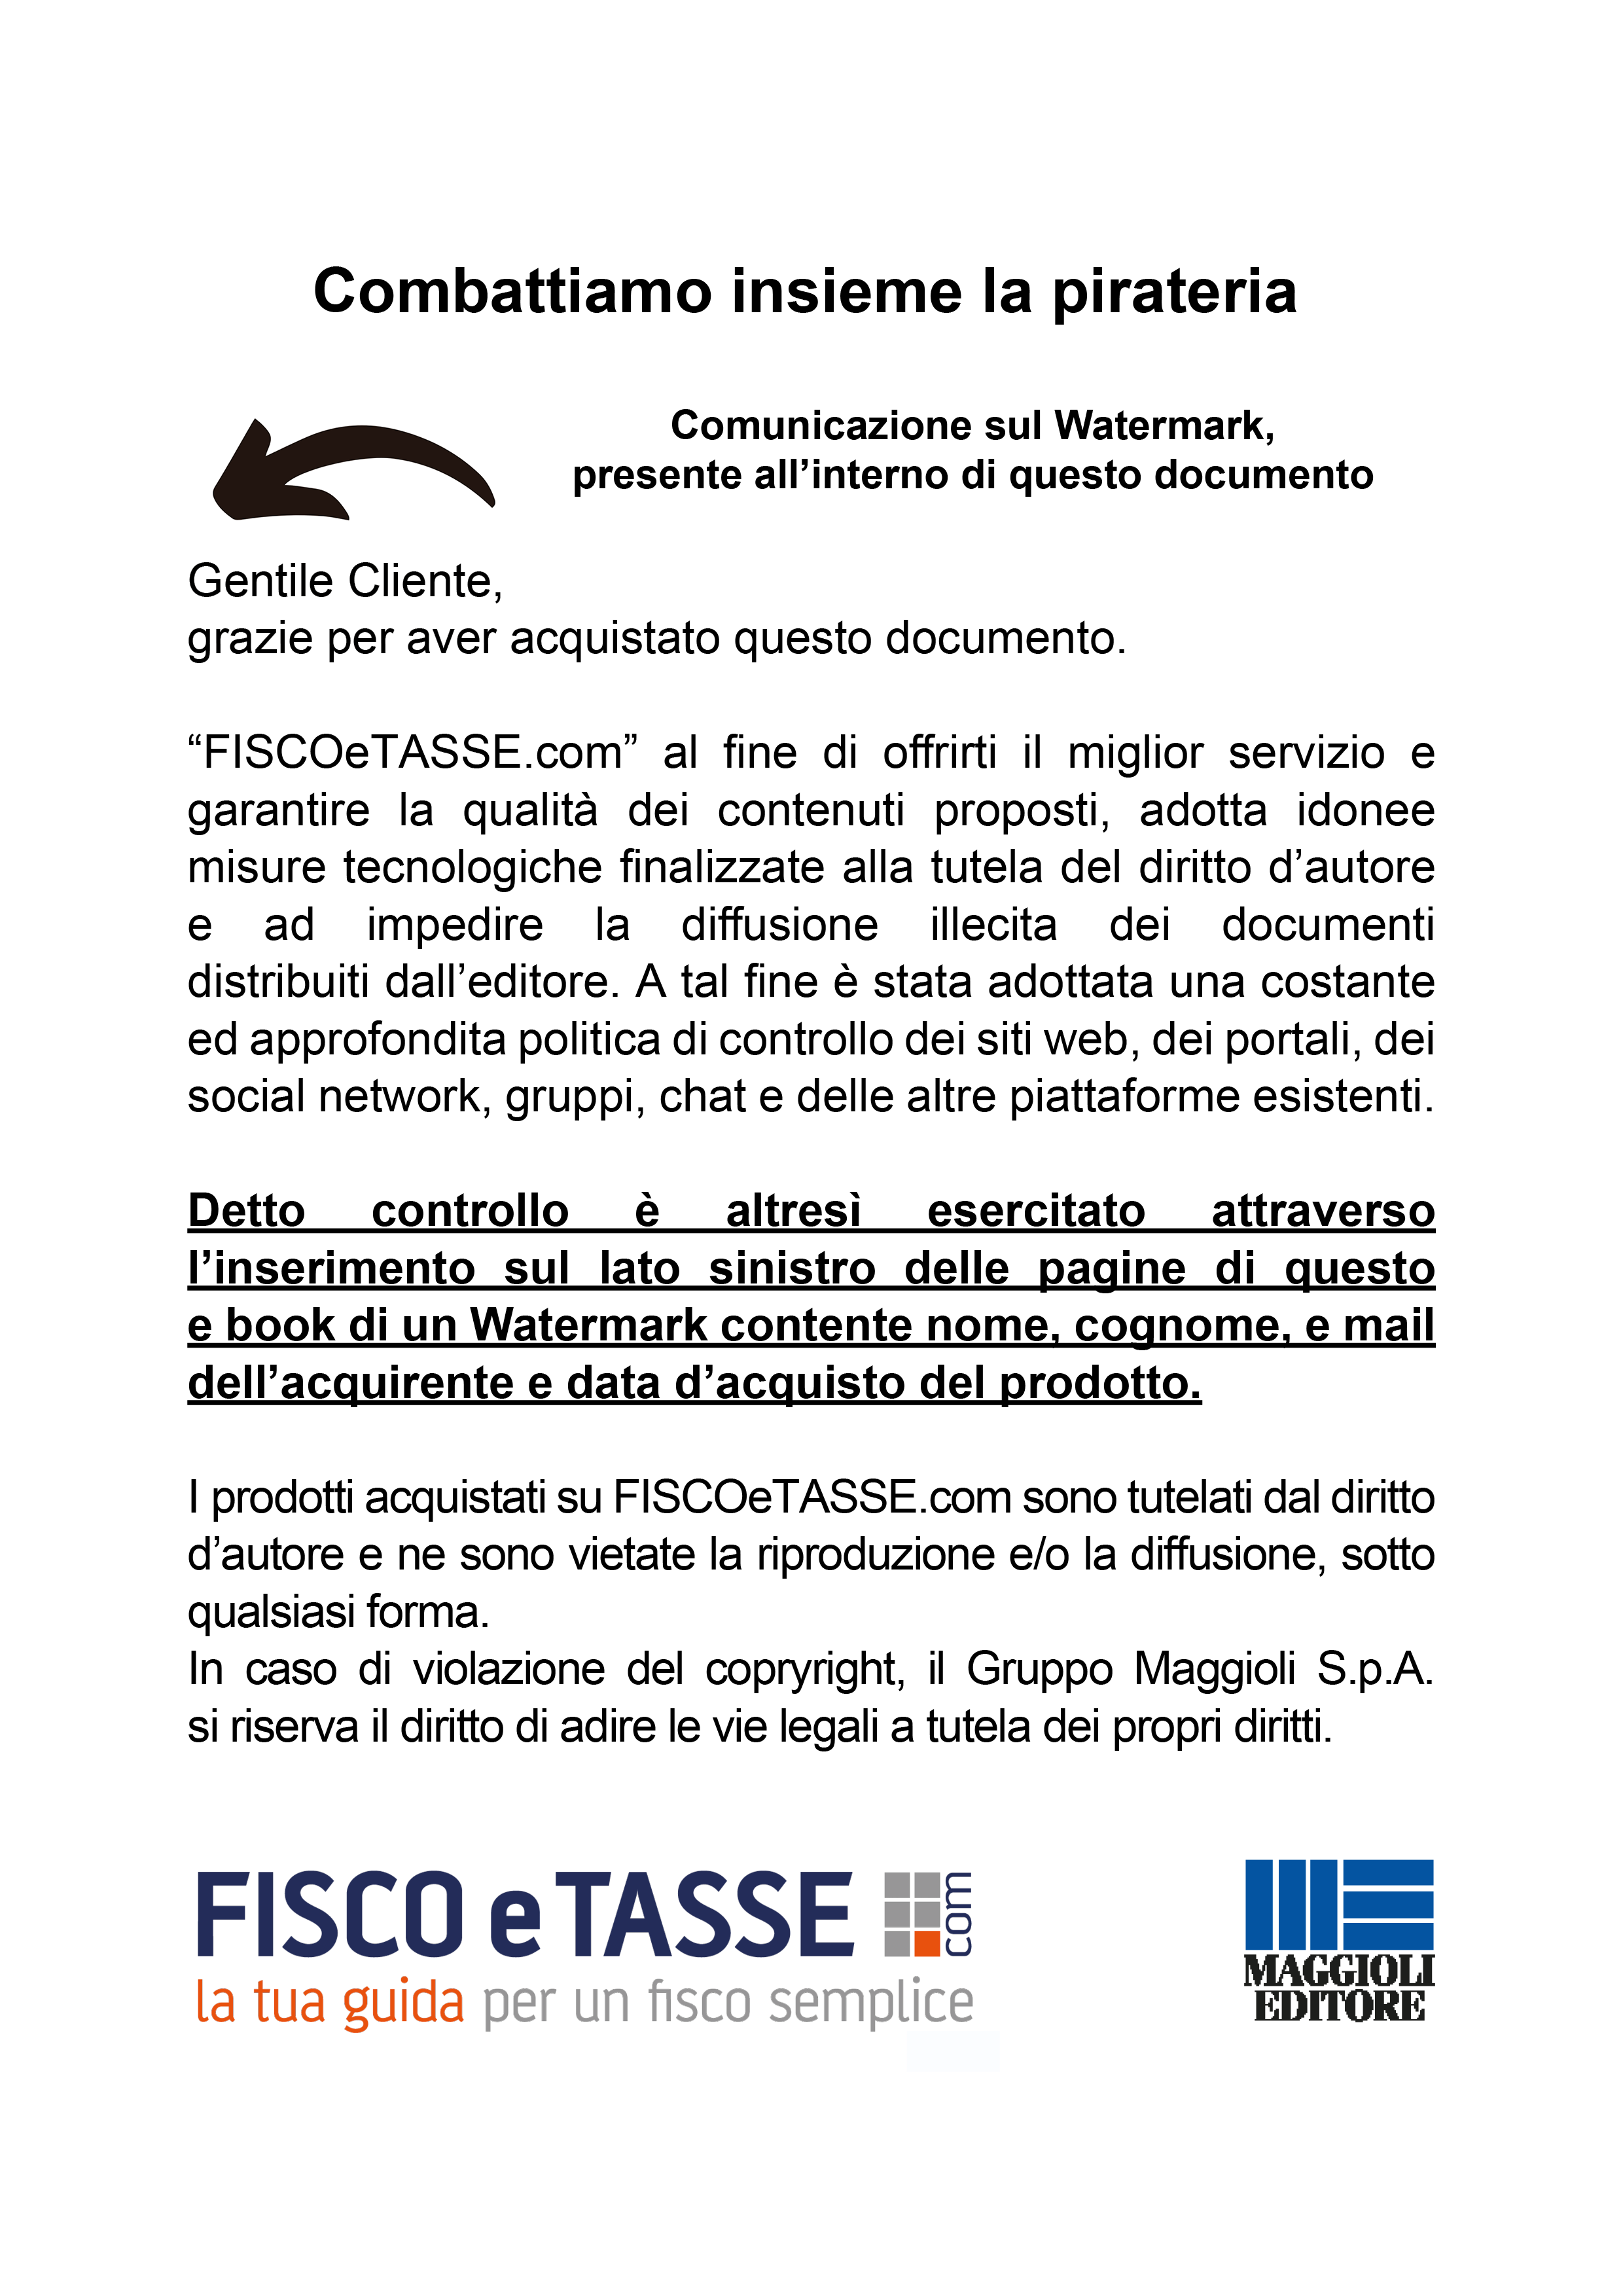 Combattiamo insieme la pirateria
Comunicazione sul Watermark,
presente all’interno di questo documento
Gentile Cliente,
grazie per aver acquistato questo documento.
“FISCOeTASSE.com” al fine di offrirti il miglior servizio e
garantire la qualità dei contenuti proposti, adotta idonee
misure tecnologiche finalizzate alla tutela del diritto d’autore
e ad impedire la diffusione illecita dei documenti
distribuiti dall’editore. A tal fine è stata adottata una costante
ed approfondita politica di controllo dei siti web, dei portali, dei
social network, gruppi, chat e delle altre piattaforme esistenti.
Detto controllo è altresì esercitato attraverso
l’inserimento sul lato sinistro delle pagine di questo
e book di un Watermark contente nome, cognome, e mail
dell’acquirente e data d’acquisto del prodotto.
I prodotti acquistati su FISCOeTASSE.com sono tutelati dal diritto
d’autore e ne sono vietate la riproduzione e/o la diffusione, sotto
qualsiasi forma.
In caso di violazione del copryright, il Gruppo Maggioli S.p.A.
si riserva il diritto di adire le vie legali a tutela dei propri diritti.
FISCO e TASSE com
la tua guida per un fisco semplice
MAGGIOLI
EDITORE